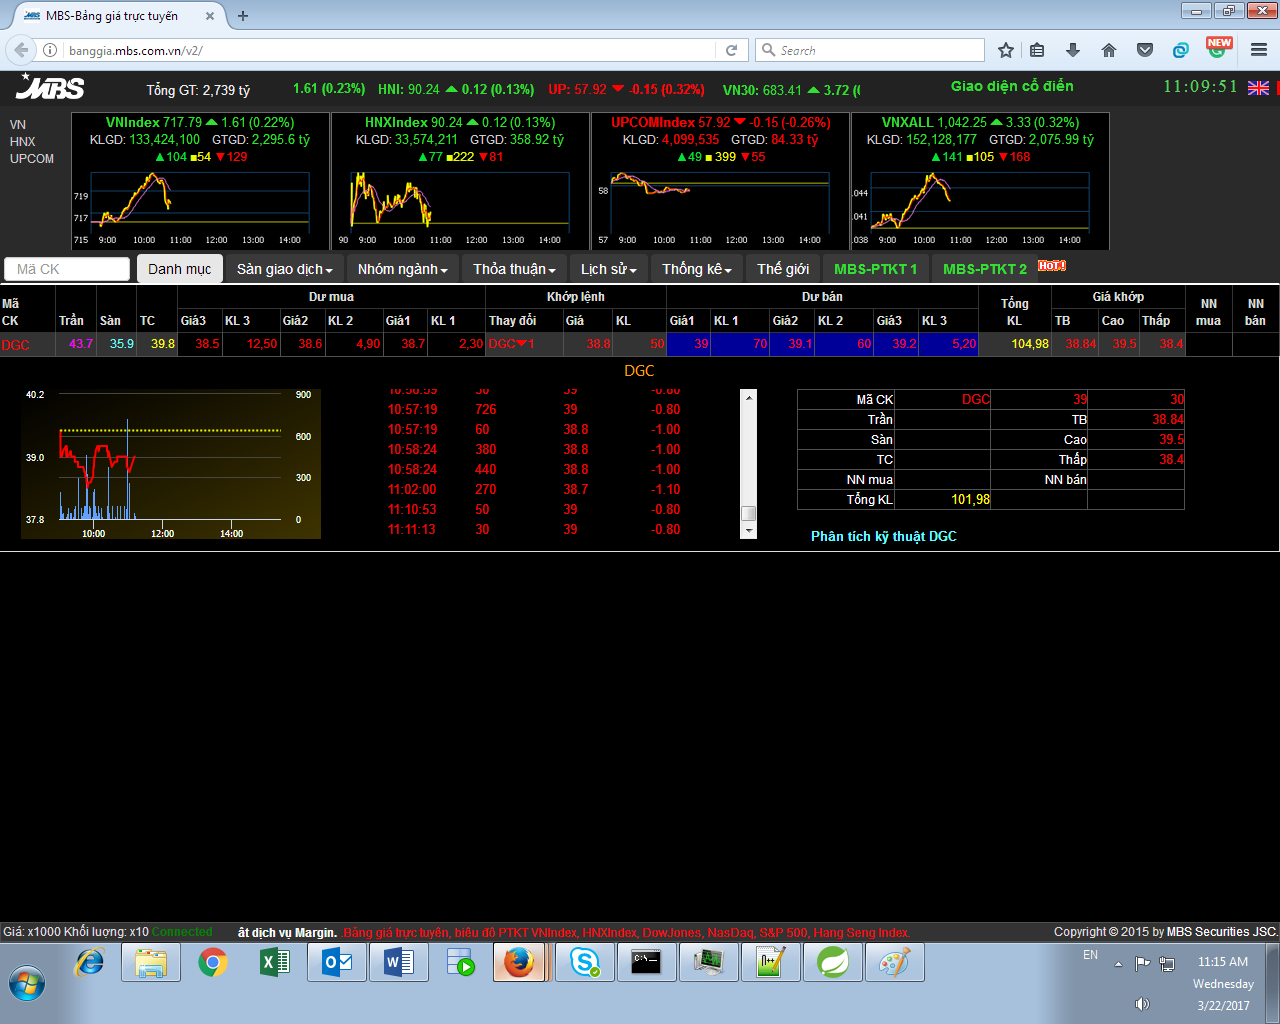 MBS-Bảng giá trực tuyến
banggia.mbs.com.vn/v2/
Search
NEW
MBS
Tổng GT: 2,739 tỷ
1.61 (0.23%) HNI: 90.24 0.12 (0.13%) UP: 57.92 -0.15 (0.32%) VN30: 683.41 3.72 (
Giao diện cổ điển
11:09:51
VN
HNX
UPCOM
VNIndex 717.79 1.61 (0.22%)
KLGD: 133,424,100 GTGD: 2,295.6 tỷ
▲104 ■54 ▼129
719
717
715
9:00 10:00 11:00 12:00 13:00 14:00
HNXIndex 90.24 0.12 (0.13%)
KLGD: 33,574,211 GTGD: 358.92 tỷ
▲77 ■222 ▼81
90
9:00 10:00 11:00 12:00 13:00 14:00
UPCOMIndex 57.92 -0.15 (-0.26%)
KLGD: 4,099,535 GTGD: 84.33 tỷ
▲49 ■ 399 ▼55
58
57
9:00 10:00 11:00 12:00 13:00 14:00
VNXALL 1,042.25 3.33 (0.32%)
KLGD: 152,128,177 GTGD: 2,075.99 tỷ
▲141 ■105 ▼168
.044
.041
.038
9:00 10:00 11:00 12:00 13:00 14:00
Mã CK
Danh mục Sàn giao dịch Nhóm ngành Thỏa thuận Lịch sử Thống kê Thế giới MBS-PTKT 1 MBS-PTKT 2 HOT!
Mã CK Trần Sàn TC Dư mua Khớp lệnh Dư bán Tổng KL Giá khớp NN mua NN bán
Giá3 KL 3 Giá2 KL 2 Giá1 KL 1 Thay đổi Giá KL Giá1 KL 1 Giá2 KL 2 Giá3 KL 3 TB Cao Thấp
DGC 43.7 35.9 39.8 38.5 12,50 38.6 4,90 38.7 2,30 DGC▼1 38.8 50 39 70 39.1 60 39.2 5,20 104,98 38.84 39.5 38.4
DGC
40.2
39.0
37.8
900
600
300
0
10:00 12:00 14:00
10:56:59 50 39 -0.80
10:57:19 726 39 -0.80
10:57:19 60 38.8 -1.00
10:58:24 380 38.8 -1.00
10:58:24 440 38.8 -1.00
11:02:00 270 38.7 -1.10
11:10:53 50 39 -0.80
11:11:13 30 39 -0.80
Mã CK DGC 39 30
Trần TB 38.84
Sàn Cao 39.5
TC Thấp 38.4
NN mua NN bán
Tổng KL 101,98
Phân tích kỹ thuật DGC
Giá: x1000 Khối lượng: x10 Connected
ất dịch vụ Margin. .Bảng giá trực tuyến, biểu đồ PTKT VNIndex, HNXIndex, DowJones, NasDaq, S&P 500, Hang Seng Index.
Copyright © 2015 by MBS Securities JSC.
EN
11:15 AM
Wednesday
3/22/2017